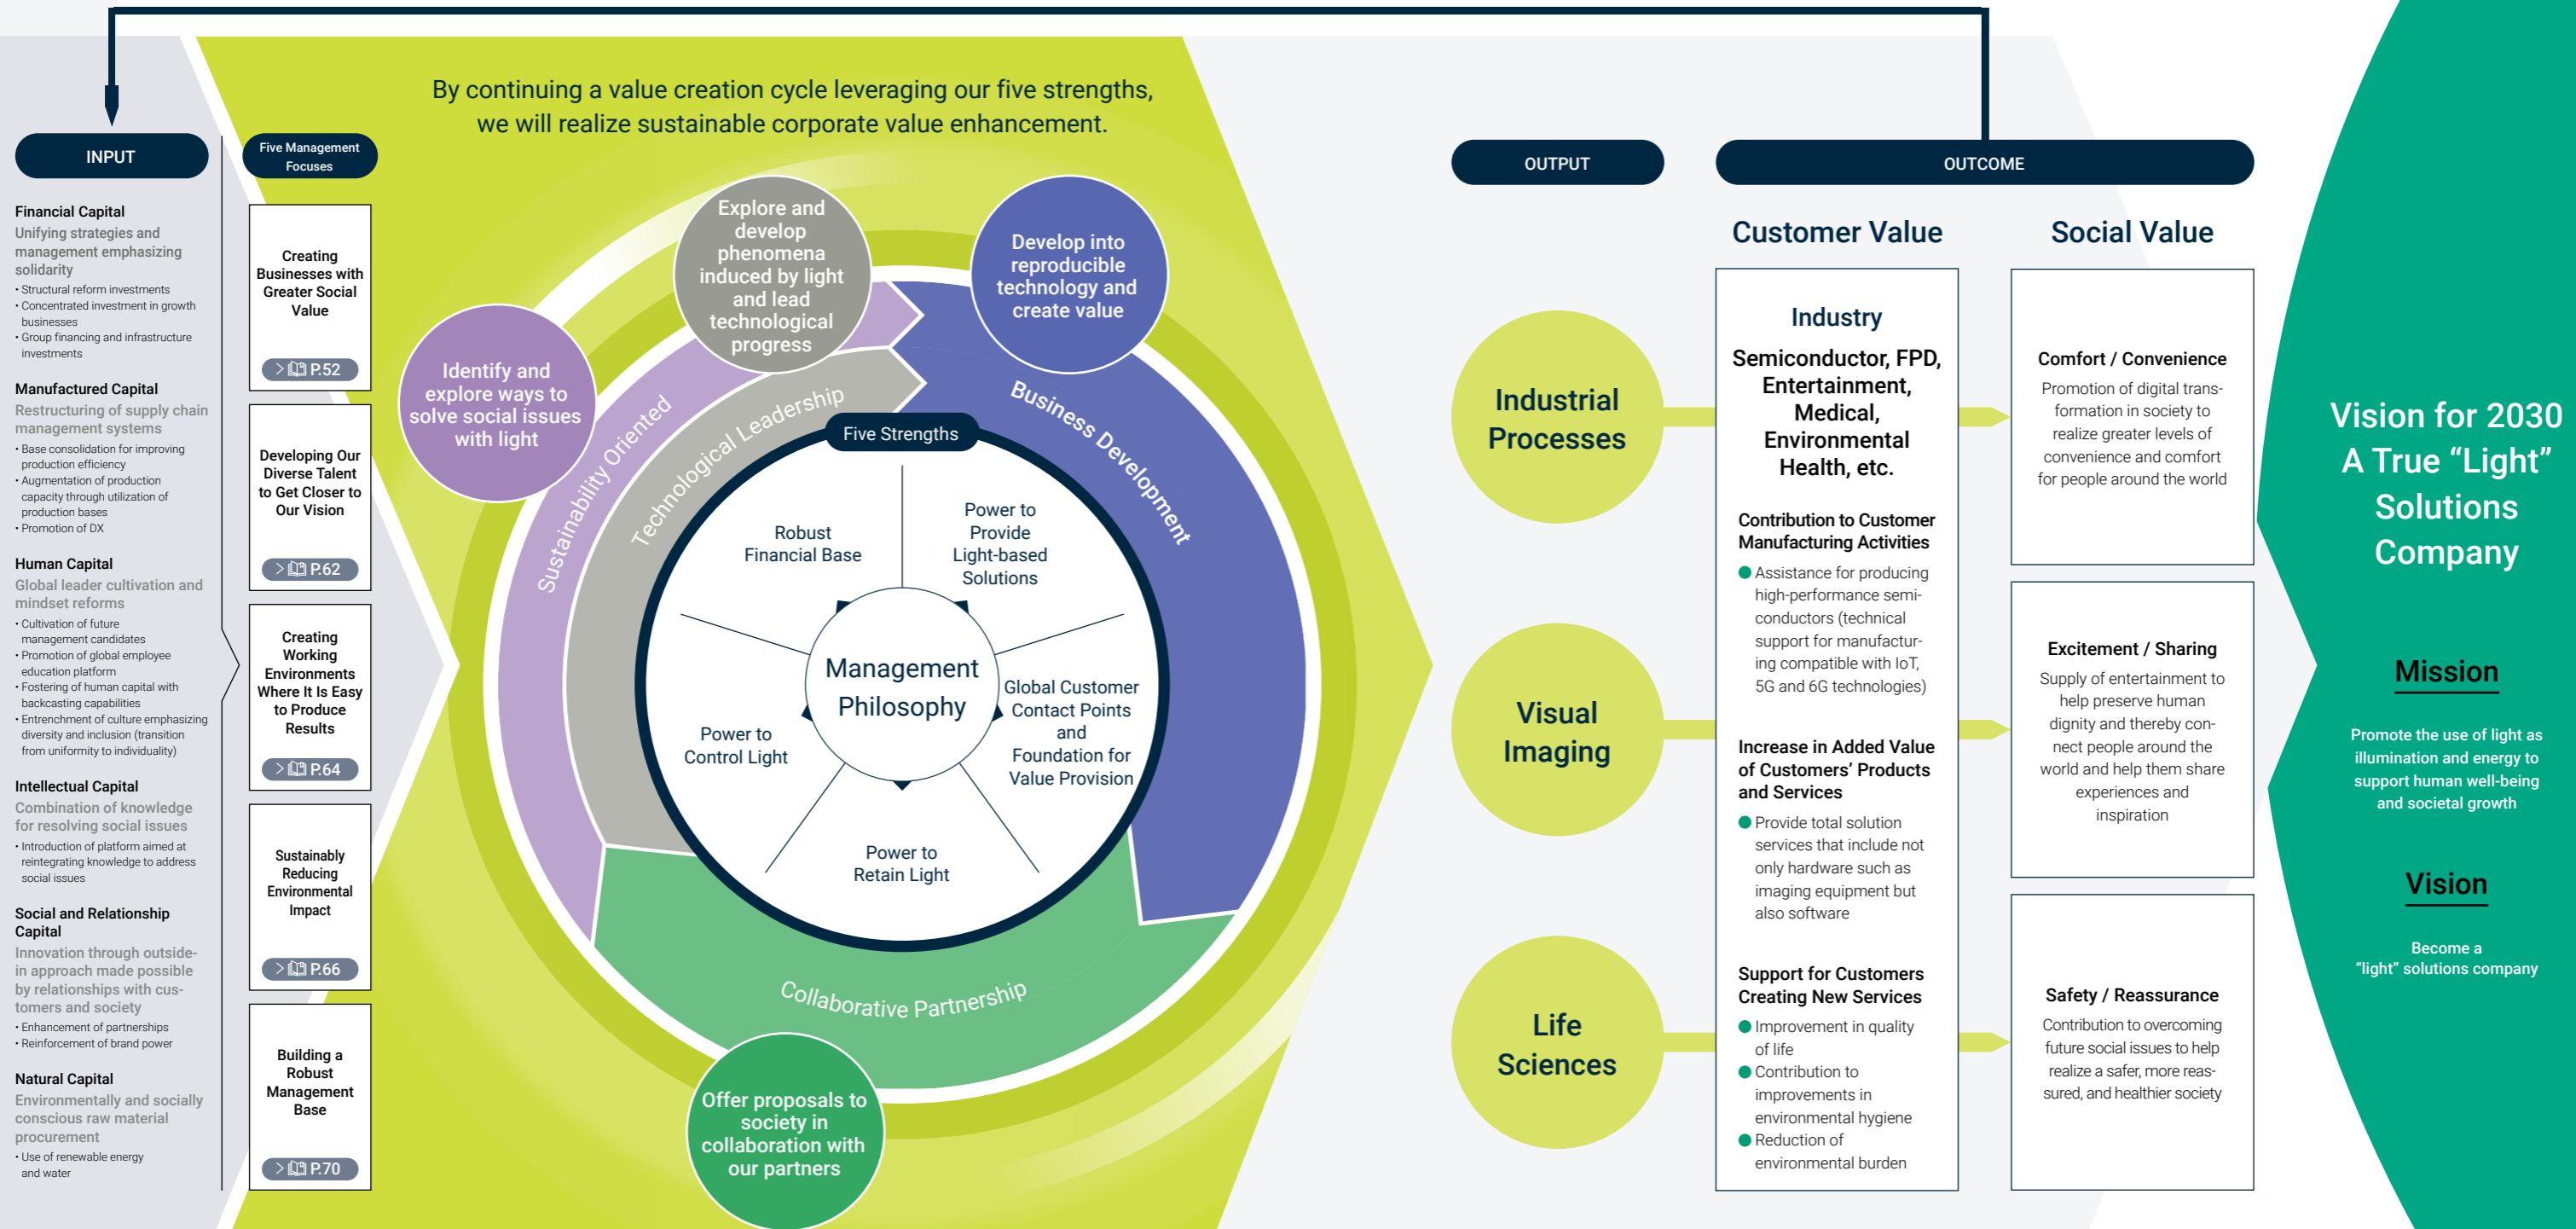 By continuing a value creation cycle leveraging our five strengths,
we will realize sustainable corporate value enhancement.
INPUT
Financial Capital
Unifying strategies and
management emphasizing
solidarity
• Structural reform investments
• Concentrated investment in growth
businesses
• Group financing and infrastructure
investments
Manufactured Capital
Restructuring of supply chain
management systems
• Base consolidation for improving
production efficiency
• Augmentation of production
capacity through utilization of
production bases
• Promotion of DX
Human Capital
Global leader cultivation and
mindset reforms
• Cultivation of future
management candidates
• Promotion of global employee
education platform
• Fostering of human capital with
backcasting capabilities
• Entrenchment of culture emphasizing
diversity and inclusion (transition
from uniformity to individuality)
Intellectual Capital
Combination of knowledge
for resolving social issues
• Introduction of platform aimed at
reintegrating knowledge to address
social issues
Social and Relationship
Capital
Innovation through outside-
in approach made possible
by relationships with cus-
tomers and society
• Enhancement of partnerships
• Reinforcement of brand power
Natural Capital
Environmentally and socially
conscious raw material
procurement
• Use of renewable energy
and water
Five Management
Focuses
Creating
Businesses with
Greater Social
Value
P.52
Developing Our
Diverse Talent
to Get Closer to
Our Vision
P.62
Creating
Working
Environments
Where It Is Easy
to Produce
Results
P.64
Sustainably
Reducing
Environmental
Impact
P.66
Building a
Robust
Management
Base
P.70
Identify and
explore ways to
solve social issues
with light
Explore and
develop
phenomena
induced by light
and lead
technological
progress
Develop into
reproducible
technology and
create value
Offer proposals to
society in
collaboration with
our partners
Sustainability Oriented
Technological Leadership
Business Development
Collaborative Partnership
Five Strengths
Robust
Financial Base
Power to
Provide
Light-based
Solutions
Global Customer
Contact Points
and
Foundation for
Value Provision
Power to
Retain Light
Power to
Control Light
Management
Philosophy
OUTPUT
Industrial
Processes
Visual
Imaging
Life
Sciences
OUTCOME
Customer Value
Industry
Semiconductor, FPD,
Entertainment,
Medical,
Environmental
Health, etc.
Contribution to Customer
Manufacturing Activities
● Assistance for producing
high-performance semi-
conductors (technical
support for manufactur-
ing compatible with IoT,
5G and 6G technologies)
Increase in Added Value
of Customers’ Products
and Services
● Provide total solution
services that include not
only hardware such as
imaging equipment but
also software
Support for Customers
Creating New Services
● Improvement in quality
of life
● Contribution to
improvements in
environmental hygiene
● Reduction of
environmental burden
Social Value
Comfort / Convenience
Promotion of digital trans-
formation in society to
realize greater levels of
convenience and comfort
for people around the world
Excitement / Sharing
Supply of entertainment to
help preserve human
dignity and thereby con-
nect people around the
world and help them share
experiences and
inspiration
Safety / Reassurance
Contribution to overcoming
future social issues to help
realize a safer, more reas-
sured, and healthier society
Vision for 2030
A True “Light”
Solutions
Company
Mission
Promote the use of light as
illumination and energy to
support human well-being
and societal growth
Vision
Become a
“light” solutions company